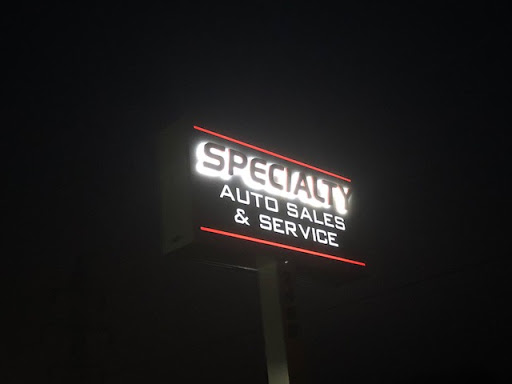 SPECIALTY
AUTO SALES
& SERVICE